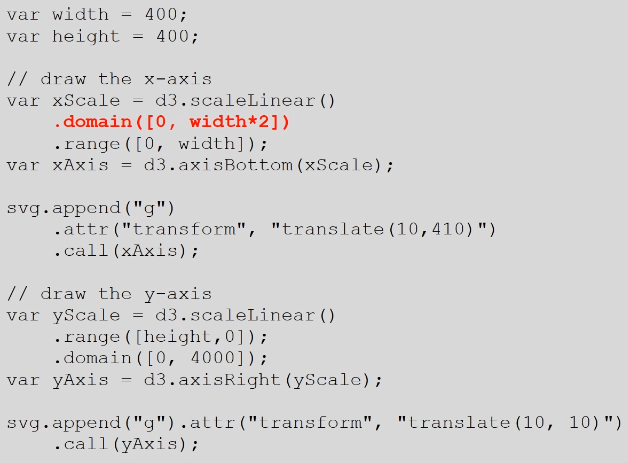 var width = 400;
var height = 400;
// draw the x-axis
var xScale = d3.scaleLinear()
.domain([0, width*2])
.range([0, width]);
var xAxis = d3.axisBottom(xScale);
svg.append("g")
.attr("transform", "translate(10,410)")
.call(xAxis);
// draw the y-axis
var yScale = d3.scaleLinear()
.range([height,0]);
.domain([0, 4000]);
var yAxis = d3.axisRight(yScale);
svg.append("g").attr("transform", "translate(10, 10)")
.call(yAxis);